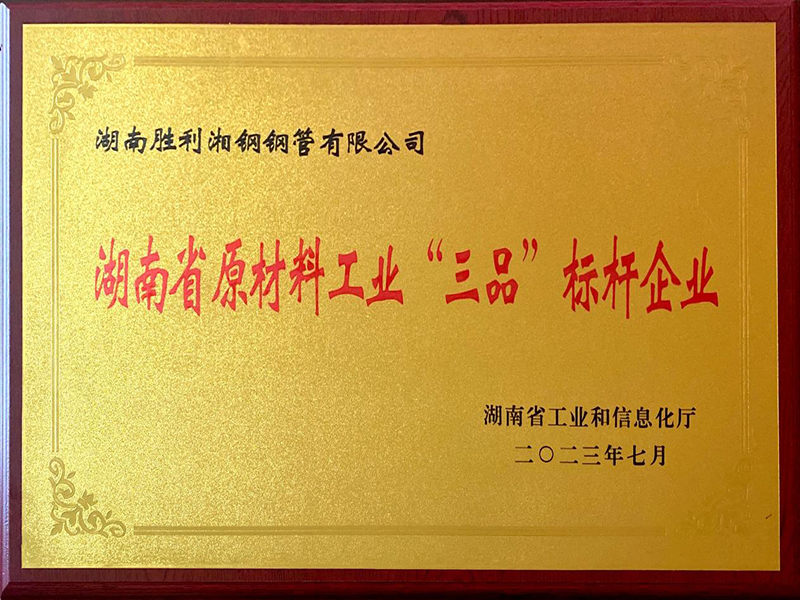 湖南胜利湘钢钢管有限公司
湖南省原材料工业“三品”标杆企业
湖南省工业和信息化厅
二〇二三年七月